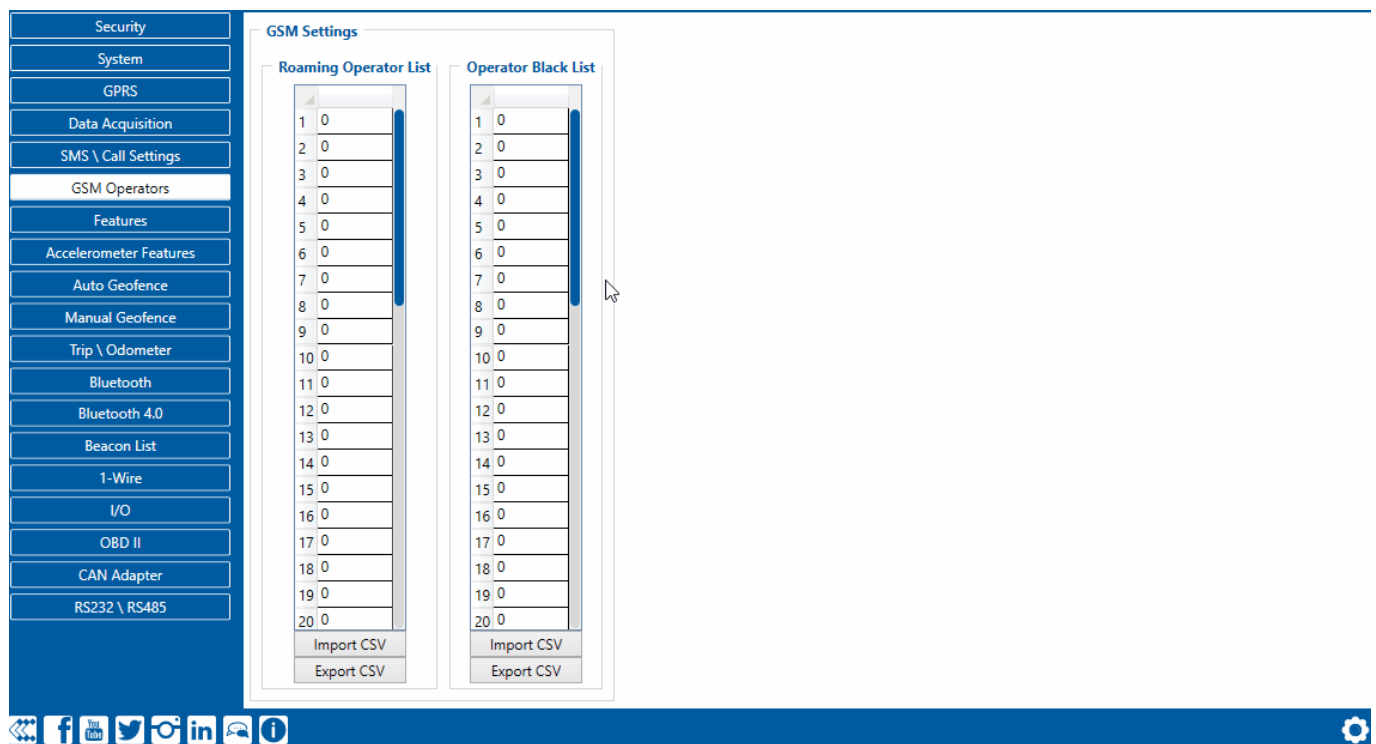 Security
System
GPRS
Data Acquisition
SMS \ Call Settings
GSM Operators
Features
Accelerometer Features
Auto Geofence
Manual Geofence
Trip \ Odometer
Bluetooth
Bluetooth 4.0
Beacon List
1-Wire
I/O
OBD II
CAN Adapter
RS232 \ RS485
GSM Settings
Roaming Operator List
1 0
2 0
3 0
4 0
5 0
6 0
7 0
8 0
9 0
10 0
11 0
12 0
13 0
14 0
15 0
16 0
17 0
18 0
19 0
20 0
Import CSV
Export CSV
Operator Black List
1 0
2 0
3 0
4 0
5 0
6 0
7 0
8 0
9 0
10 0
11 0
12 0
13 0
14 0
15 0
16 0
17 0
18 0
19 0
20 0
Import CSV
Export CSV
f
You
Tube
in
i